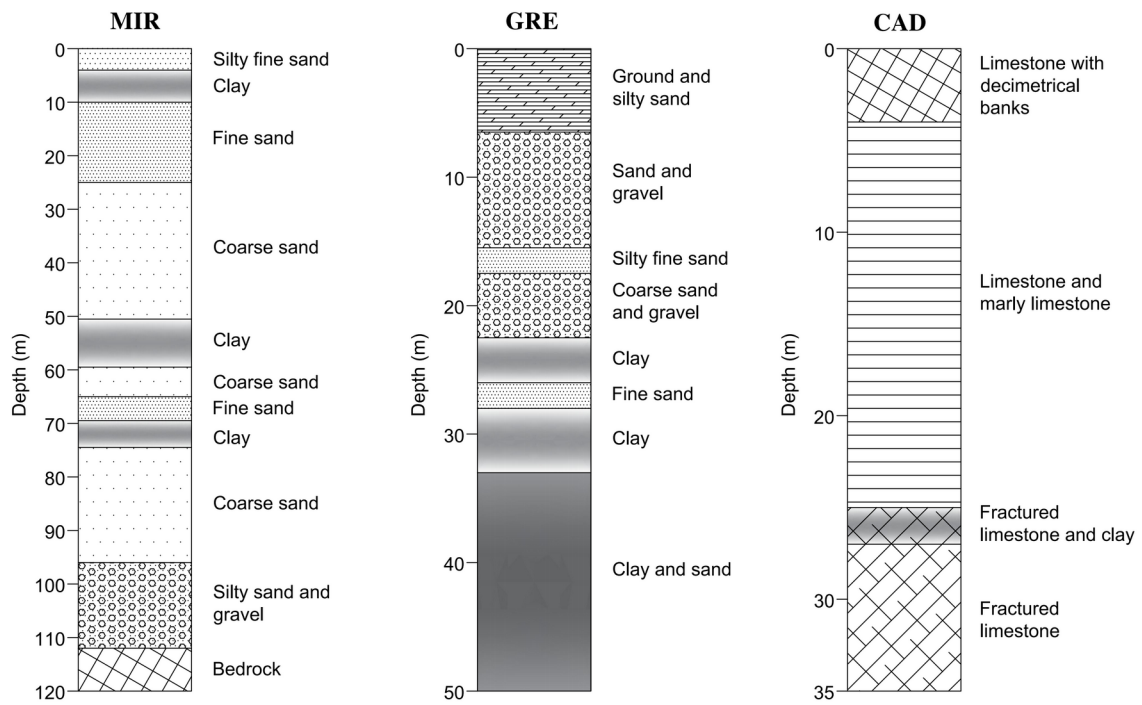 MIR
GRE
CAD
0
10
20
30
40
50
60
70
80
90
100
110
120
Depth (m)
Silty fine sand
Clay
Fine sand
Coarse sand
Clay
Coarse sand
Fine sand
Clay
Coarse sand
Silty sand and
gravel
Bedrock
0
10
20
30
40
50
Depth (m)
Ground and
silty sand
Sand and
gravel
Silty fine sand
Coarse sand
and gravel
Clay
Fine sand
Clay
Clay and sand
0
10
20
30
35
Depth (m)
Limestone with
decimetrical
banks
Limestone and
marly limestone
Fractured
limestone and clay
Fractured
limestone